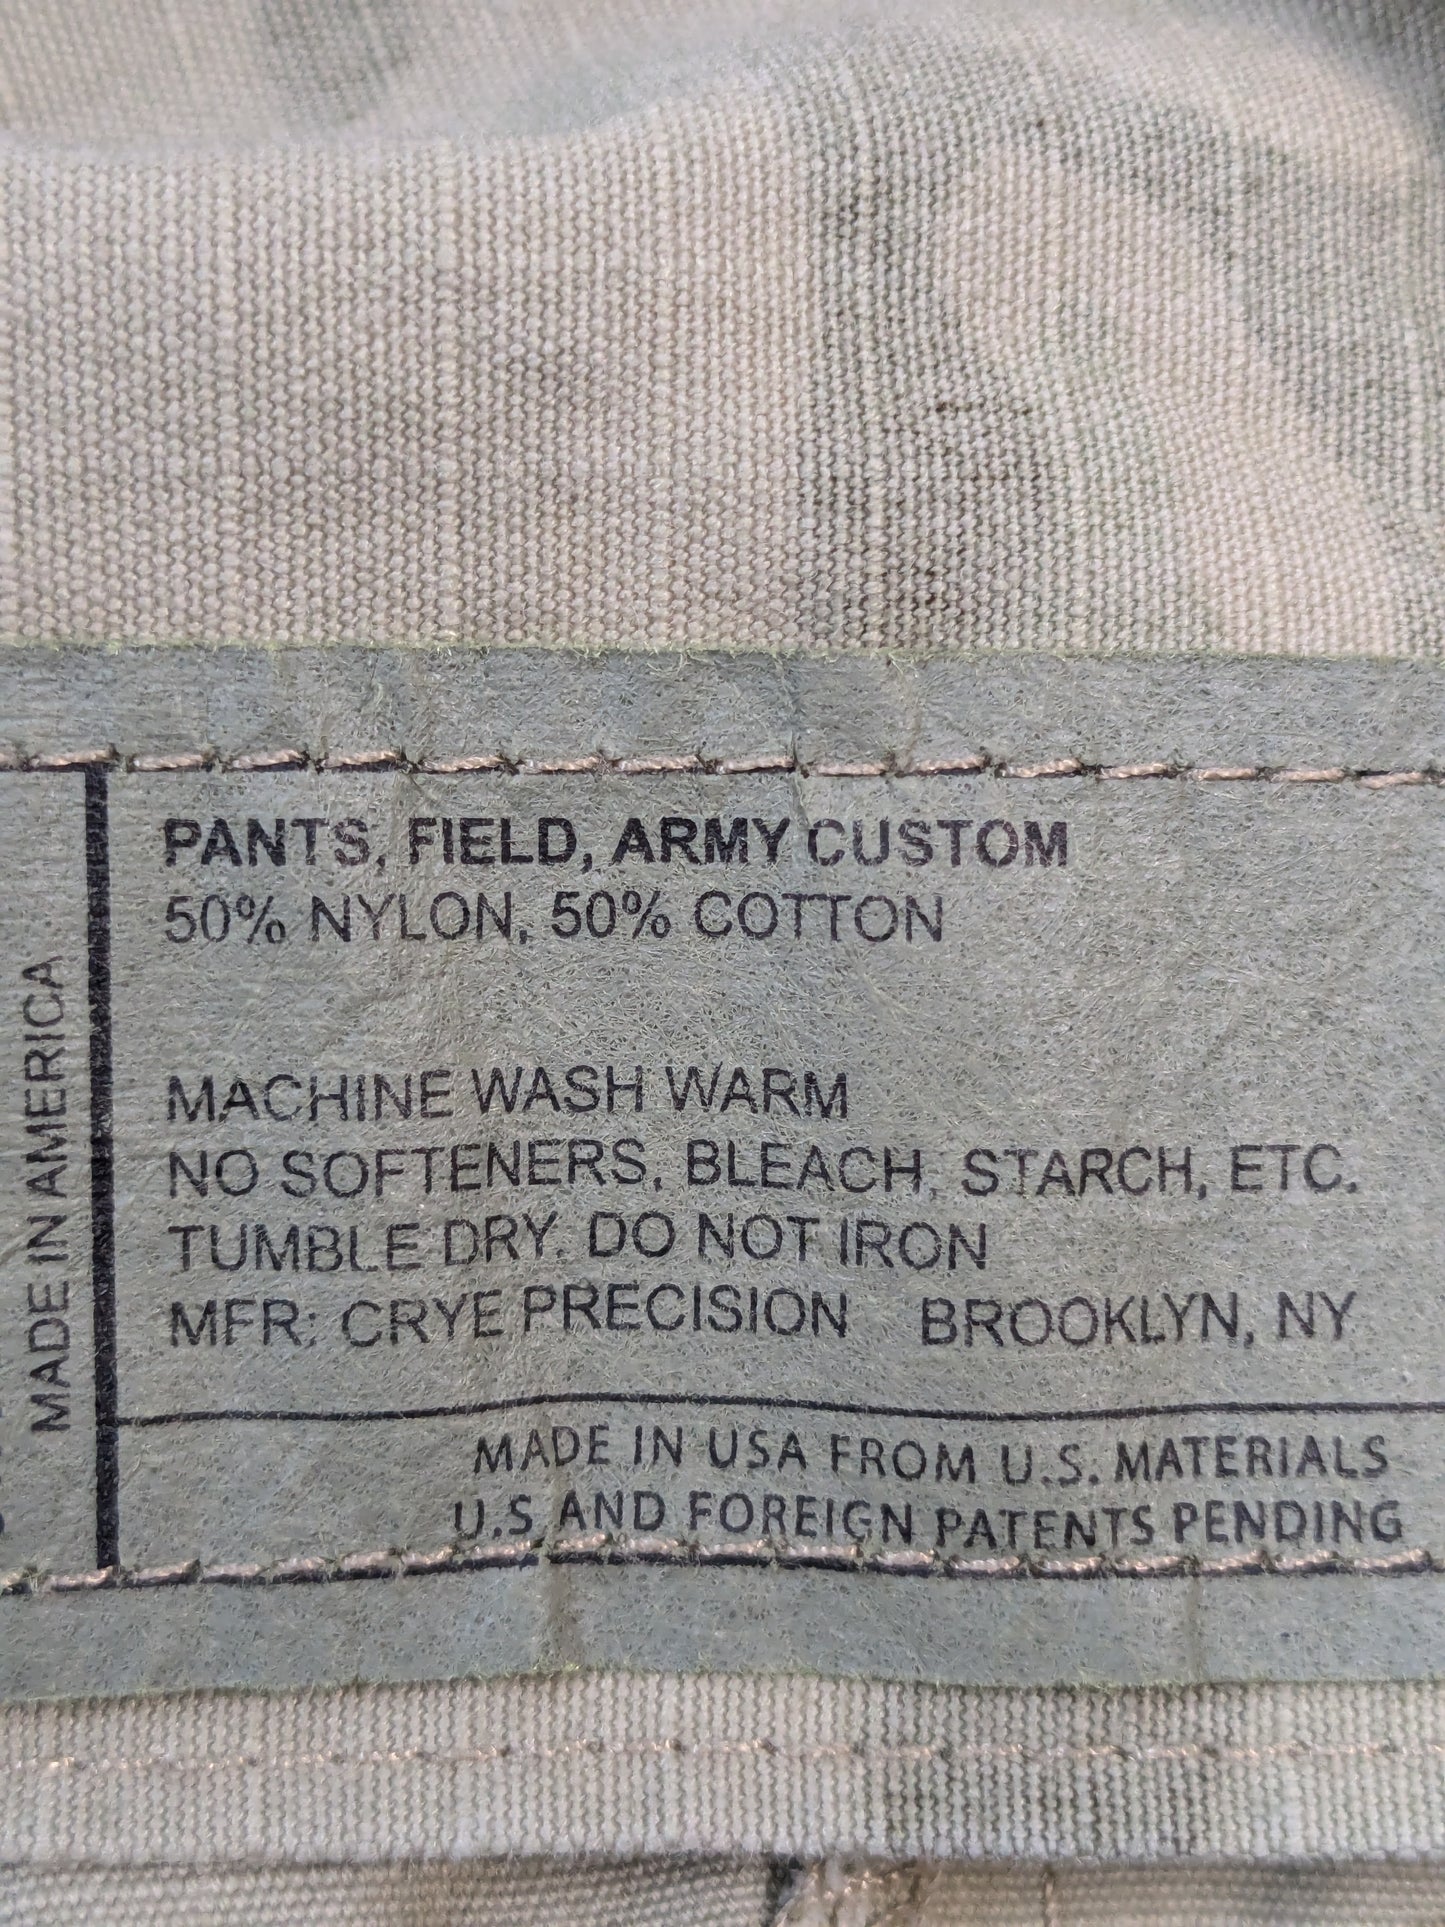 PANTS, FIELD, ARMY CUSTOM
50% NYLON, 50% COTTON
MACHINE WASH WARM
NO SOFTENERS, BLEACH, STARCH, ETC.
TUMBLE DRY. DO NOT IRON
MFR: CRYE PRECISION BROOKLYN, NY
MADE IN USA FROM U.S. MATERIALS
U.S. AND FOREIGN PATENTS PENDING
MADE IN AMERICA